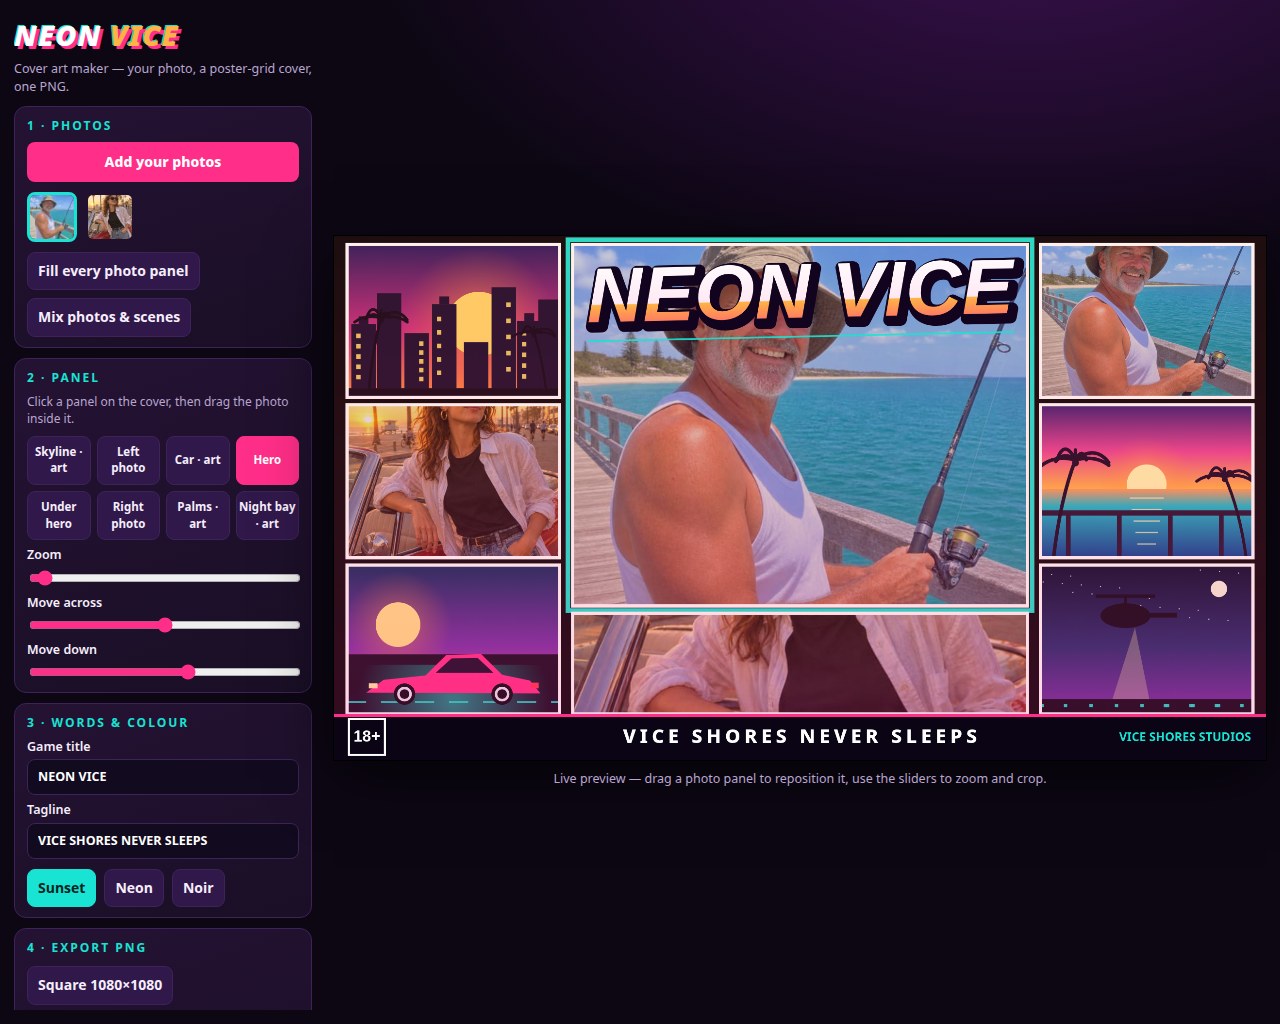 NEON VICE
Cover art maker — your photo, a poster-grid cover,
one PNG.
1 · PHOTOS
Add your photos
Fill every photo panel
Mix photos & scenes
2 · PANEL
Click a panel on the cover, then drag the photo
inside it.
Skyline ·
art
Left
photo
Car · art
Hero
Under
hero
Right
photo
Palms ·
art
Night bay
· art
Zoom
Move across
Move down
3 · WORDS & COLOUR
Game title
NEON VICE
Tagline
VICE SHORES NEVER SLEEPS
Sunset
Neon
Noir
4 · EXPORT PNG
Square 1080×1080
NEON VICE
18+
VICE SHORES NEVER SLEEPS
VICE SHORES STUDIOS
Live preview — drag a photo panel to reposition it, use the sliders to zoom and crop.